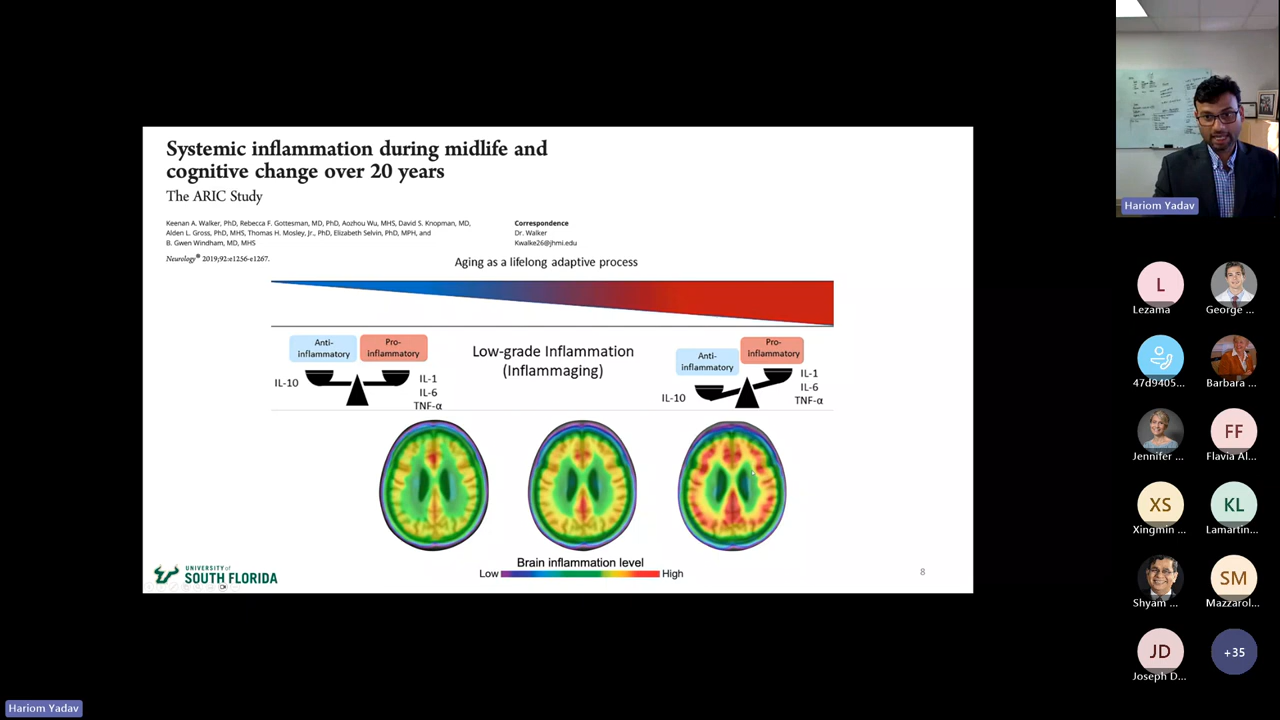 Systemic inflammation during midlife and
cognitive change over 20 years
The ARIC Study
Keenan A. Walker, PhD, Rebecca F. Gottesman, MD, PhD, Aozhou Wu, MHS, David S. Knopman, MD,
Alden L. Gross, PhD, MHS, Thomas H. Mosley, Jr., PhD, Elizabeth Selvin, PhD, MPH, and
B. Gwen Windham, MD, MHS
Correspondence
Dr. Walker
Kwalke26@jhmi.edu
Neurology® 2019;92:e1256-e1267.
Aging as a lifelong adaptive process
Anti-
inflammatory
Pro-
inflammatory
IL-10
IL-1
IL-6
TNF-α
Low-grade Inflammation
(Inflammaging)
Anti-
inflammatory
Pro-
inflammatory
IL-10
IL-1
IL-6
TNF-α
Brain inflammation level
Low
High
UNIVERSITY of
SOUTH FLORIDA
8
Hariom Yadav
L
Lezama
George ...
47d9405...
Barbara ...
Jennifer ...
FF
Flavia Al...
XS
Xingmin ...
KL
Lamartin...
Shyam ...
SM
Mazzarol...
JD
Joseph D...
+35
Hariom Yadav